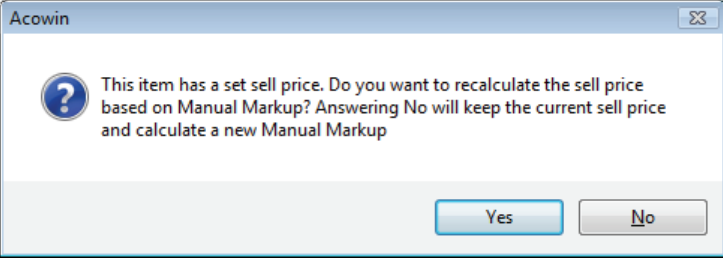 Acowin
This item has a set sell price. Do you want to recalculate the sell price
based on Manual Markup? Answering No will keep the current sell price
and calculate a new Manual Markup
Yes
No